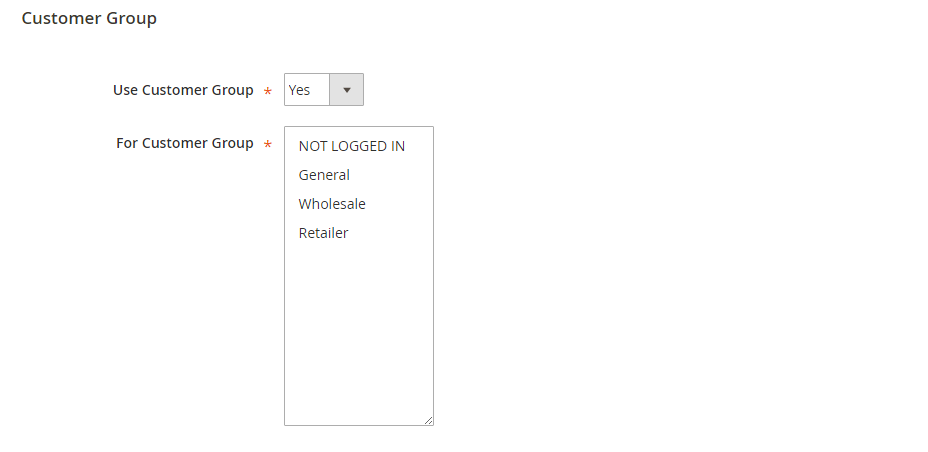 Customer Group
Use Customer Group * Yes
For Customer Group *
NOT LOGGED IN
General
Wholesale
Retailer